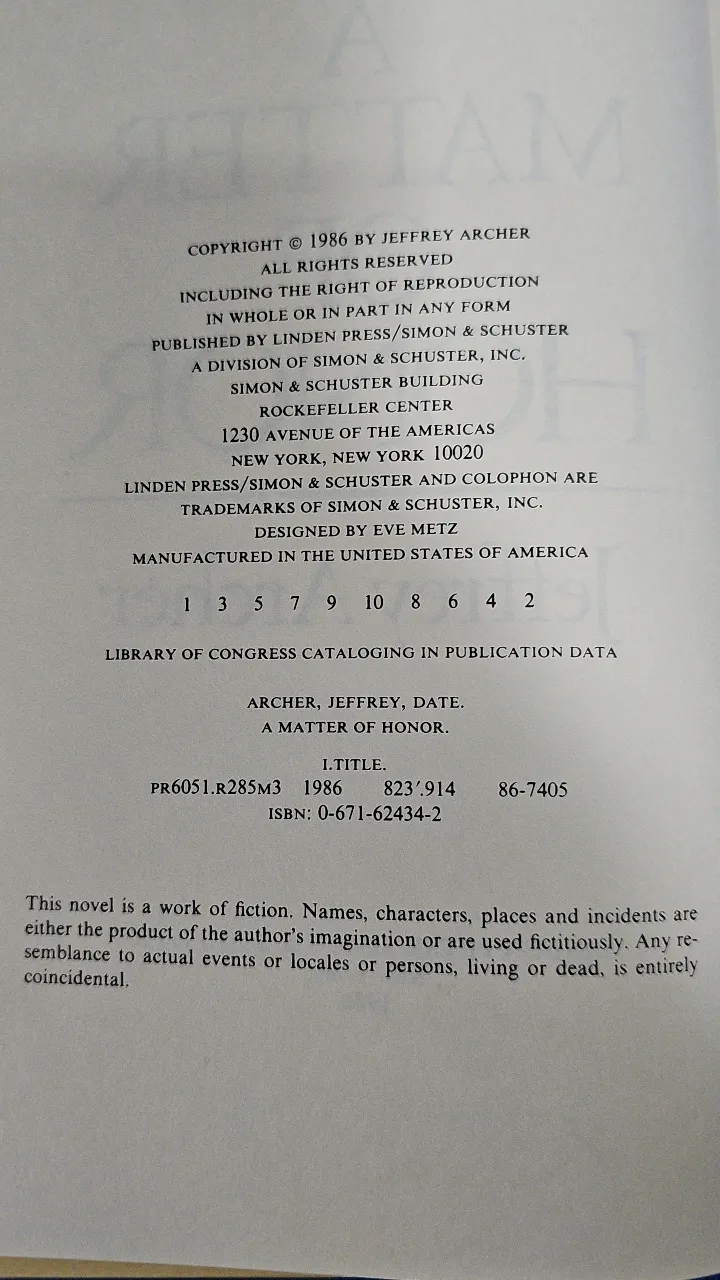 COPYRIGHT © 1986 BY JEFFREY ARCHER
ALL RIGHTS RESERVED
INCLUDING THE RIGHT OF REPRODUCTION
IN WHOLE OR IN PART IN ANY FORM
PUBLISHED BY LINDEN PRESS/SIMON & SCHUSTER
A DIVISION OF SIMON & SCHUSTER, INC.
SIMON & SCHUSTER BUILDING
ROCKEFELLER CENTER
1230 AVENUE OF THE AMERICAS
NEW YORK, NEW YORK 10020
LINDEN PRESS/SIMON & SCHUSTER AND COLOPHON ARE
TRADEMARKS OF SIMON & SCHUSTER, INC.
DESIGNED BY EVE METZ
MANUFACTURED IN THE UNITED STATES OF AMERICA
1 3 5 7 9 10 8 6 4 2
LIBRARY OF CONGRESS CATALOGING IN PUBLICATION DATA
ARCHER, JEFFREY, DATE.
A MATTER OF HONOR.
I.TITLE.
PR6051.R285M3 1986 823′.914 86-7405
ISBN: 0-671-62434-2
This novel is a work of fiction. Names, characters, places and incidents are
either the product of the author's imagination or are used fictitiously. Any re-
semblance to actual events or locales or persons, living or dead, is entirely
coincidental.